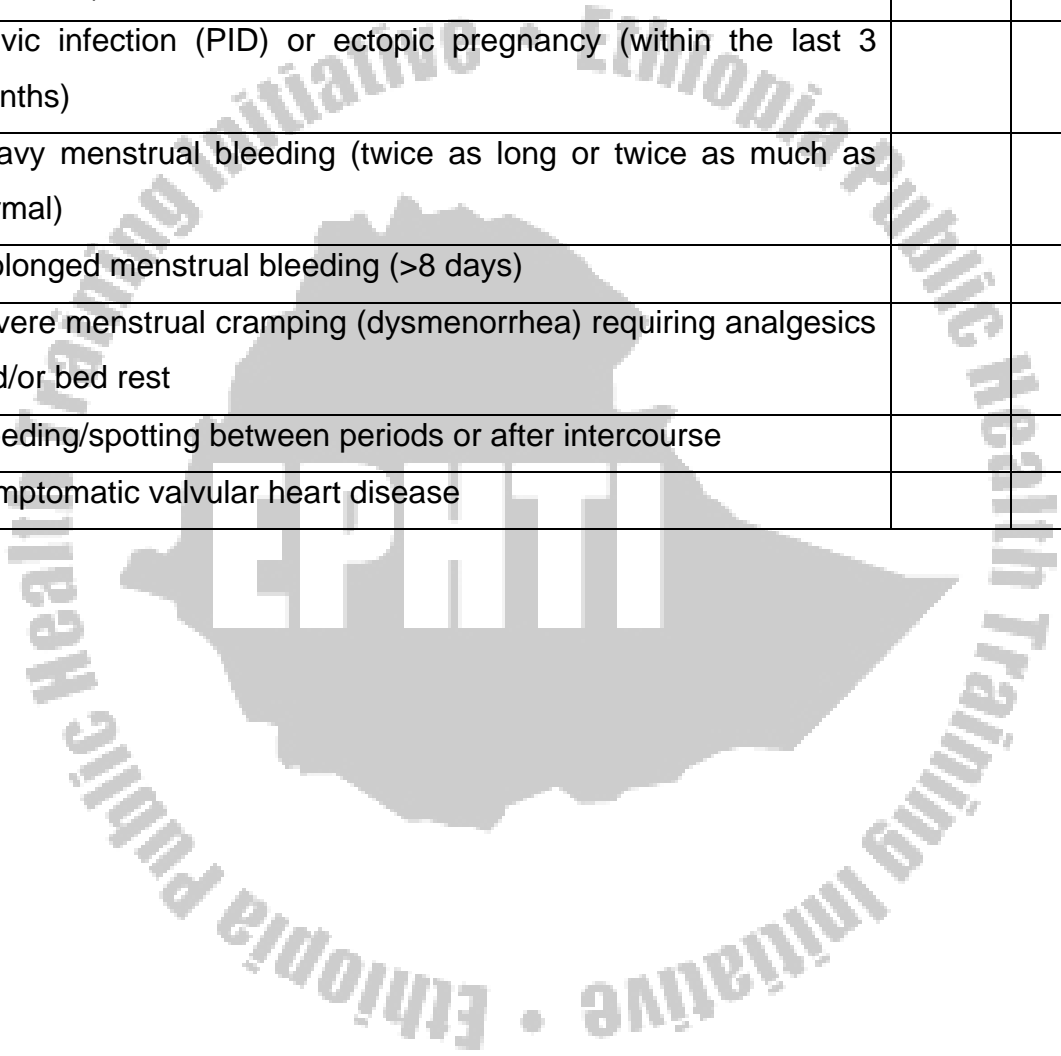 vic infection (PID) or ectopic pregnancy (within the last 3
nths)
avy menstrual bleeding (twice as long or twice as much as
rmal)
olonged menstrual bleeding (>8 days)
vere menstrual cramping (dysmenorrhea) requiring analgesics
d/or bed rest
eding/spotting between periods or after intercourse
mptomatic valvular heart disease
EPHTI
Ethiopia Public Health Training Initiative • Ethiopia Public Health Training Initiative •